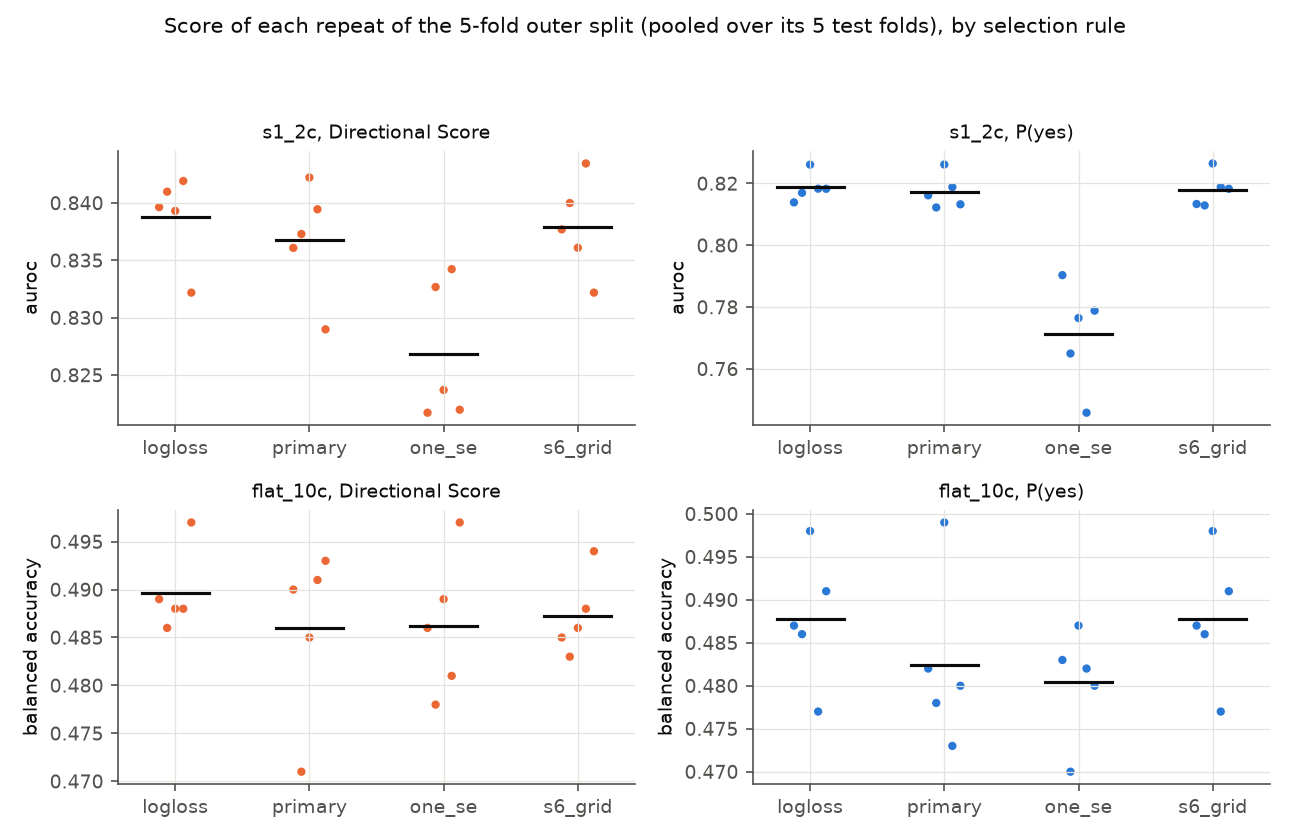 Score of each repeat of the 5-fold outer split (pooled over its 5 test folds), by selection rule
s1_2c, Directional Score
auroc
0.840
0.835
0.830
0.825
logloss primary one_se s6_grid
s1_2c, P(yes)
auroc
0.82
0.80
0.78
0.76
logloss primary one_se s6_grid
flat_10c, Directional Score
balanced accuracy
0.495
0.490
0.485
0.480
0.475
0.470
logloss primary one_se s6_grid
flat_10c, P(yes)
balanced accuracy
0.500
0.495
0.490
0.485
0.480
0.475
0.470
logloss primary one_se s6_grid